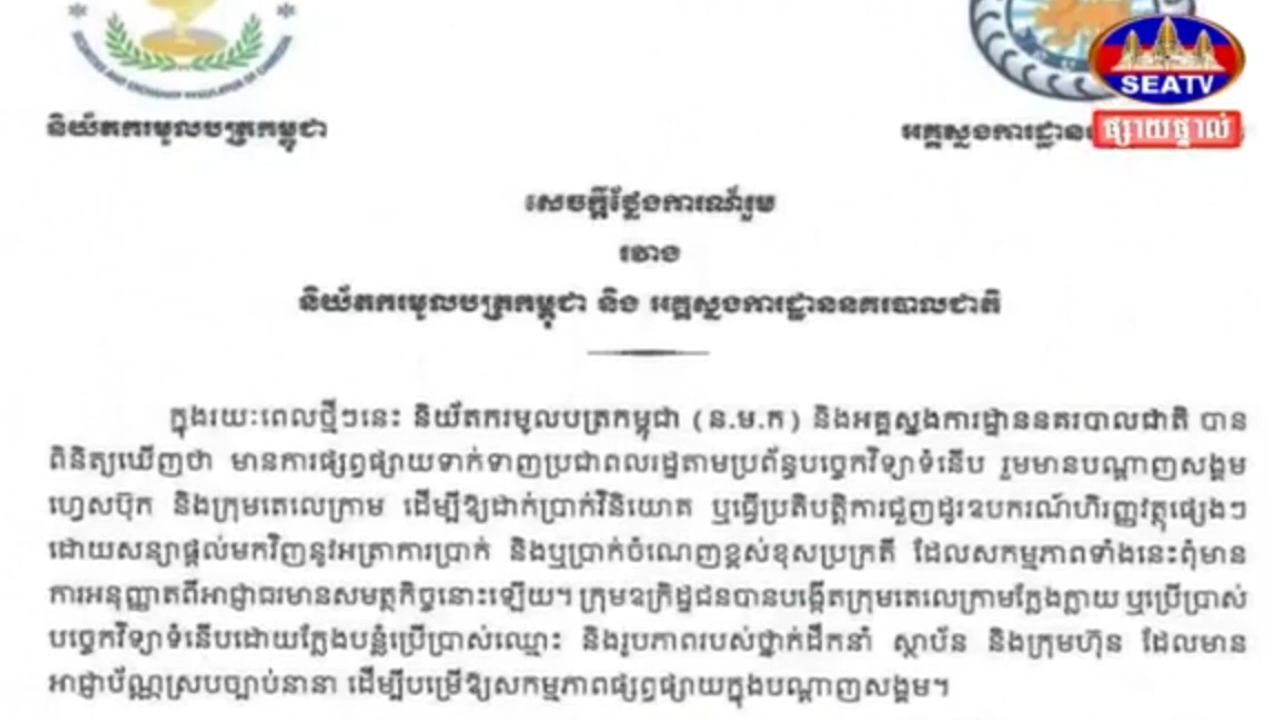 SECURITIES AND EXCHANGE REGULATOR OF CAMBODIA
SEATV
និយ័តករមូលបត្រកម្ពុជា
អគ្គស្នងការដ្ឋាន
ផ្សាយផ្ទាល់
សេចក្តីថ្លែងការណ៍រួម
រវាង
និយ័តករមូលបត្រកម្ពុជា និង អគ្គស្នងការដ្ឋាននគរបាលជាតិ
ក្នុងរយៈពេលថ្មីៗនេះ និយ័តករមូលបត្រកម្ពុជា (ន.ម.ក) និងអគ្គស្នងការដ្ឋាននគរបាលជាតិ បាន
ពិនិត្យឃើញថា មានការផ្សព្វផ្សាយទាក់ទាញប្រជាពលរដ្ឋតាមប្រព័ន្ធបច្ចេកវិទ្យាទំនើប រួមមានបណ្តាញសង្គម
ហ្វេសប៊ុក និងក្រុមតេលេក្រាម ដើម្បីឱ្យដាក់ប្រាក់វិនិយោគ ឬធ្វើប្រតិបត្តិការជួញដូរឧបករណ៍ហិរញ្ញវត្ថុផ្សេងៗ
ដោយសន្យាផ្តល់មកវិញនូវអត្រាការប្រាក់ និងឬប្រាក់ចំណេញខ្ពស់ខុសប្រក្រតី ដែលសកម្មភាពទាំងនេះពុំមាន
ការអនុញ្ញាតពីអាជ្ញាធរមានសមត្ថកិច្ចនោះឡើយ។ ក្រុមឧក្រិដ្ឋជនបានបង្កើតក្រុមតេលេក្រាមក្លែងក្លាយ ឬប្រើប្រាស់
បច្ចេកវិទ្យាទំនើបដោយក្លែងបន្លំប្រើប្រាស់ឈ្មោះ និងរូបភាពរបស់ថ្នាក់ដឹកនាំ ស្ថាប័ន និងក្រុមហ៊ុន ដែលមាន
អាជ្ញាប័ណ្ណស្របច្បាប់នានា ដើម្បីបម្រើឱ្យសកម្មភាពផ្សព្វផ្សាយក្នុងបណ្តាញសង្គម។